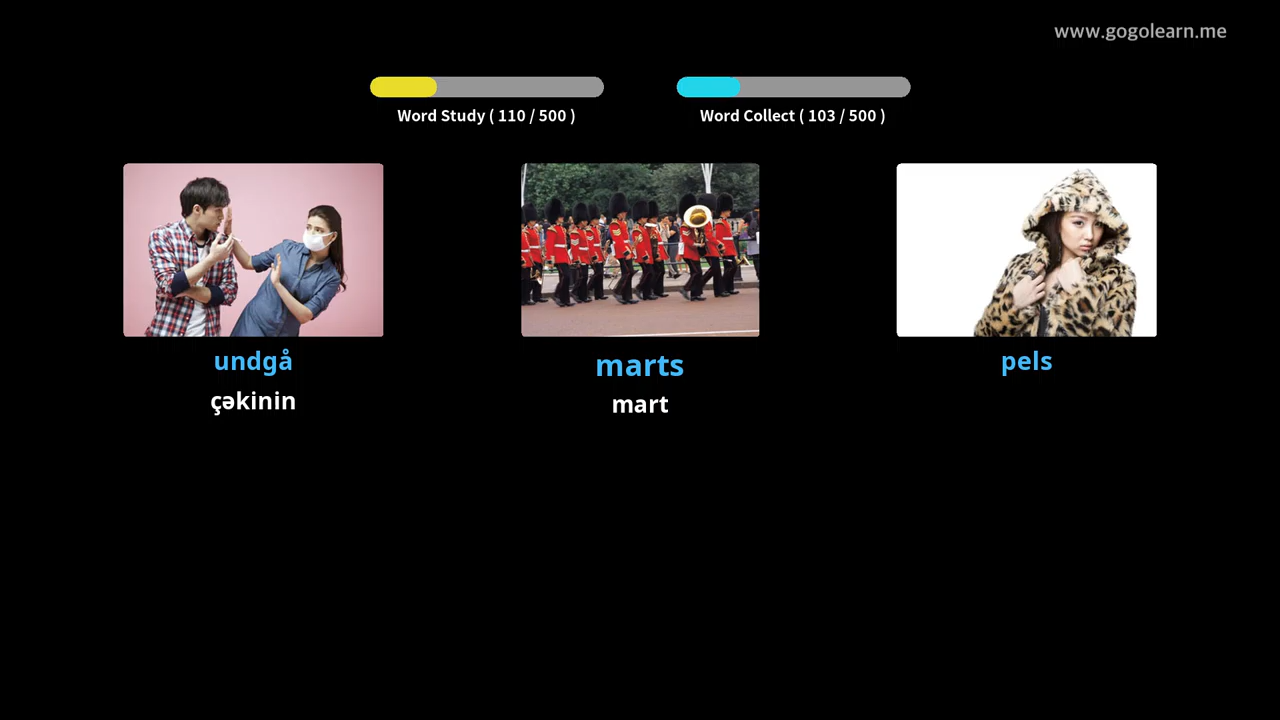 www.gogolearn.me
Word Study ( 110 / 500 )
Word Collect ( 103 / 500 )
undgå
marts
pels
çəkinin
mart